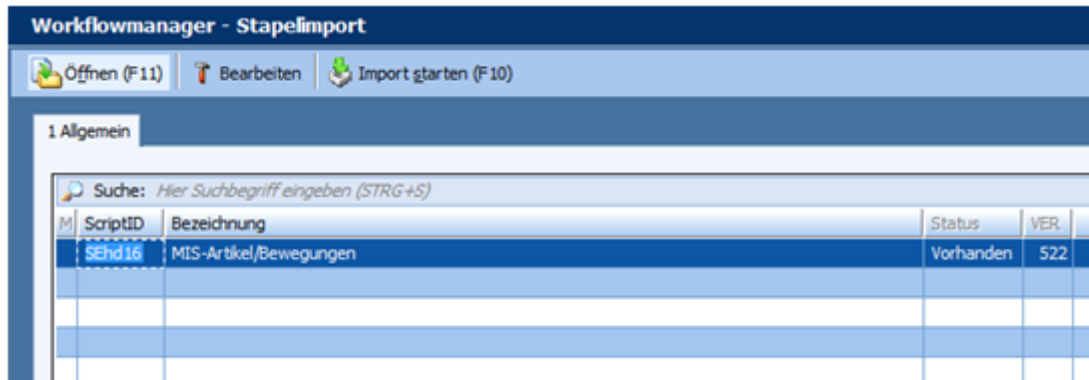 Workflowmanager - Stapelimport
Öffnen (F11) Bearbeiten Import starten (F10)
1 Allgemein
Suche: Hier Suchbegriff eingeben (STRG+S)
M ScriptID Bezeichnung Status VER.
SEhd16 MIS-Artikel/Bewegungen Vorhanden 522